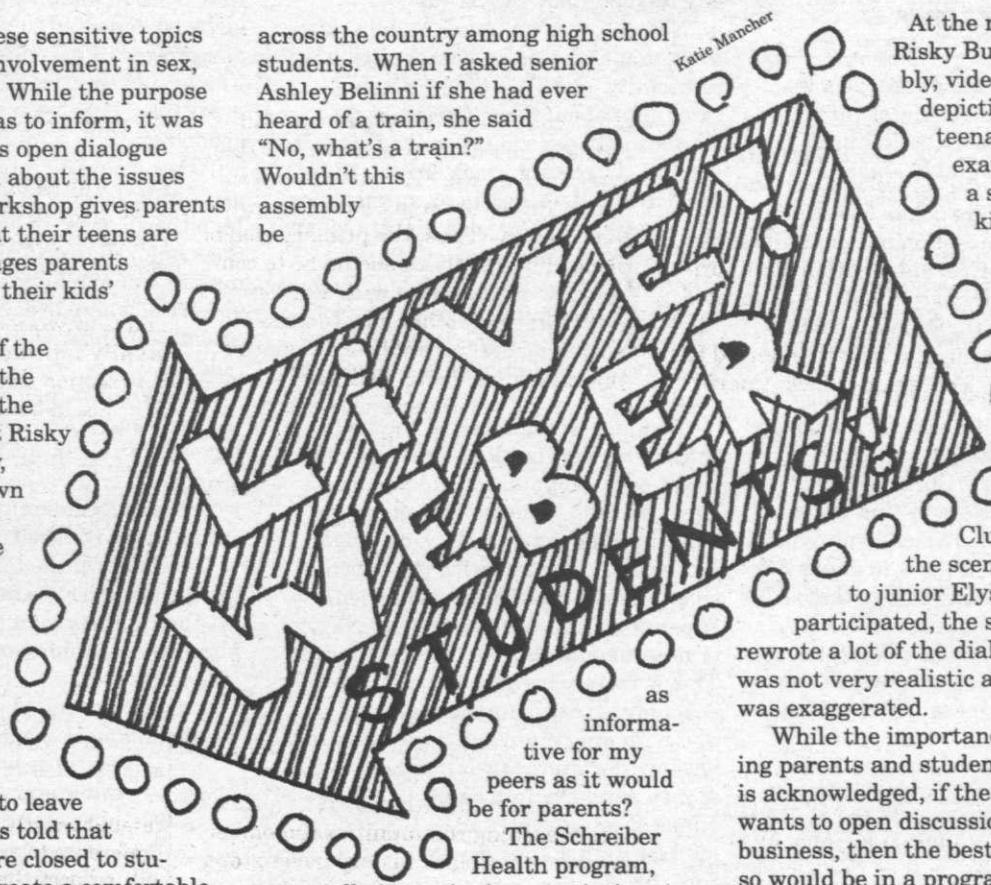 ese sensitive topics
nvolvement in sex,
While the purpose
as to inform, it was
s open dialogue
about the issues
rkshop gives parents
t their teens are
ges parents
their kids'
f the
the
the
Risky
wn
e
to leave
s told that
re closed to stu-
reate a comfortable
across the country among high school
students. When I asked senior
Ashley Belinni if she had ever
heard of a train, she said
“No, what’s a train?”
Wouldn’t this
assembly
be
Katie Mancher
LiVE!
WEBER
STUDENTS!
as
informa-
tive for my
peers as it would
be for parents?
The Schreiber
Health program,
At the
Risky Bu
bly, vide
depicti
teena
exa
a s
ki
Clu
the scen
to junior Elys
participated, the s
rewrote a lot of the dial
was not very realistic a
was exaggerated.
While the importanc
ing parents and studen
is acknowledged, if the
wants to open discussio
business, then the best
so would be in a progra